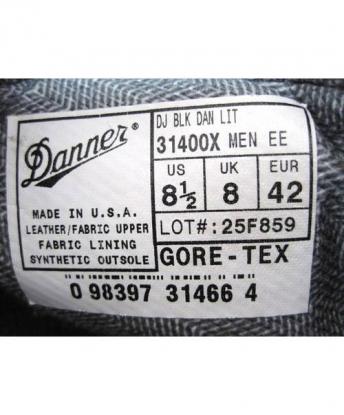 Danner®
MADE IN U.S.A.
LEATHER/FABRIC UPPER
FABRIC LINING
SYNTHETIC OUTSOLE
DJ BLK DAN LIT
31400X MEN EE
US UK EUR
8½ 8 42
LOT#:25F859
GORE-TEX
0 98397 31466 4